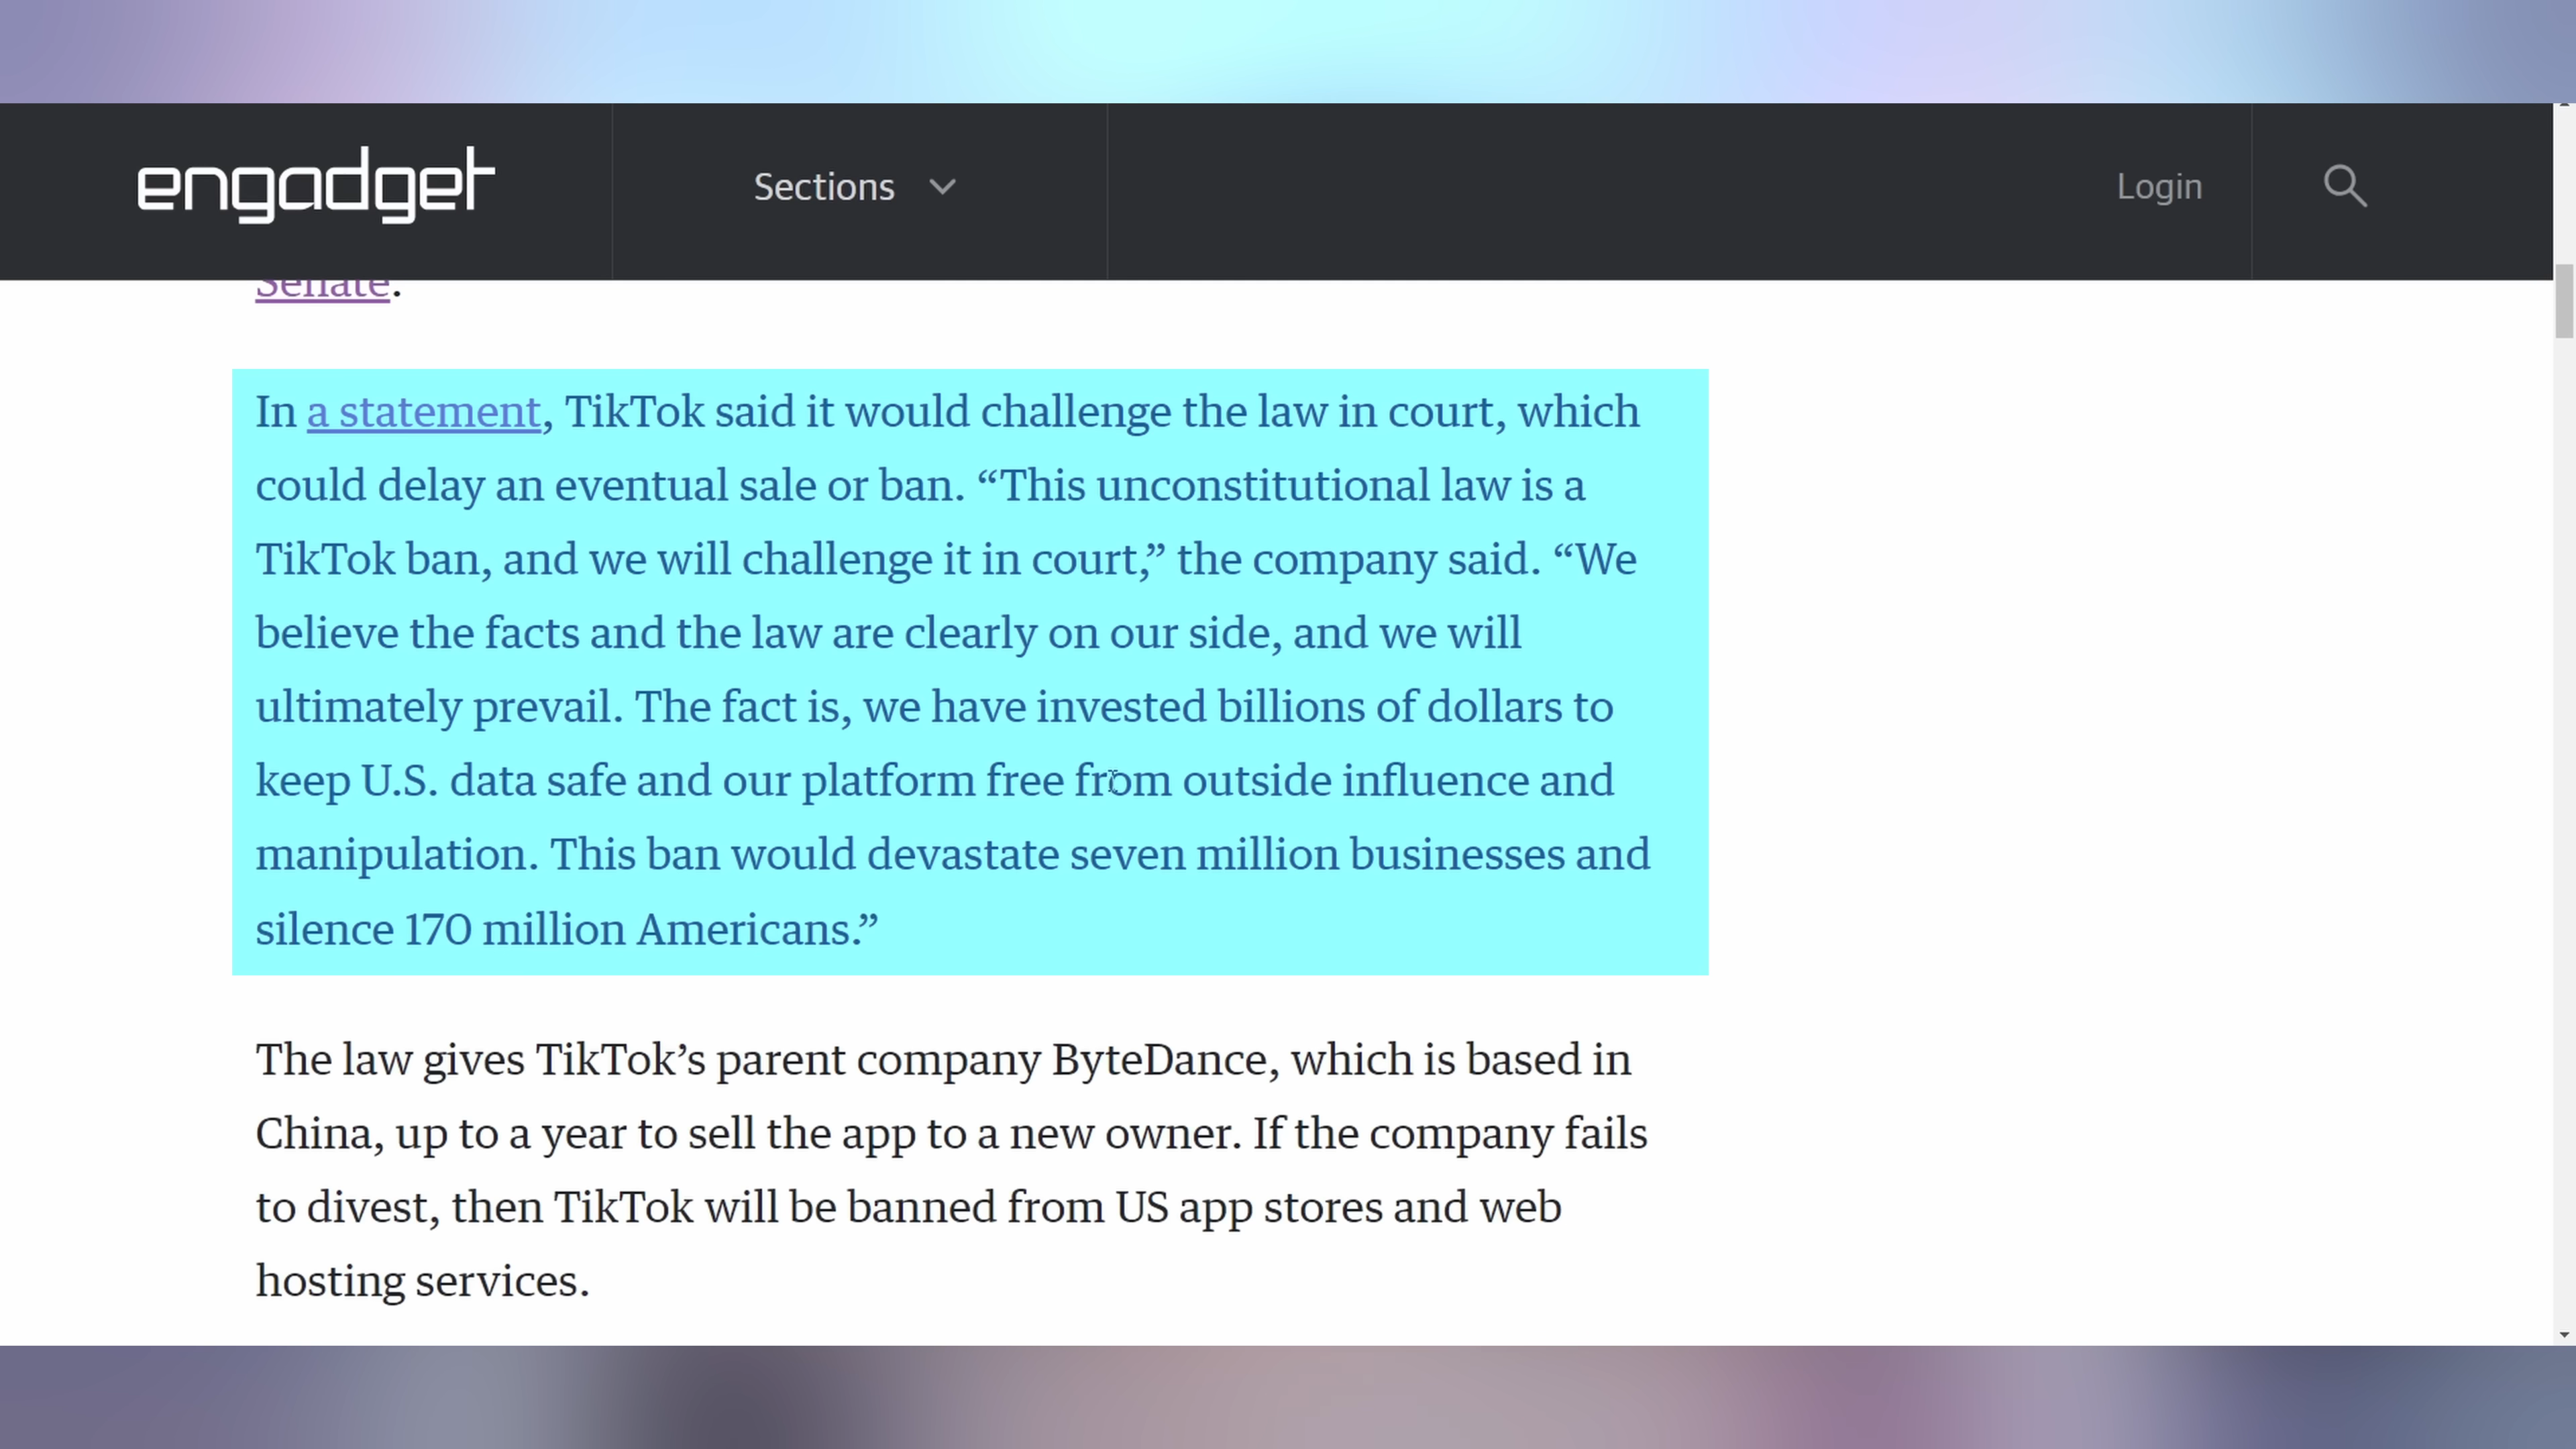 engadget
Sections
Login
Senate.
In a statement, TikTok said it would challenge the law in court, which
could delay an eventual sale or ban. “This unconstitutional law is a
TikTok ban, and we will challenge it in court,” the company said. “We
believe the facts and the law are clearly on our side, and we will
ultimately prevail. The fact is, we have invested billions of dollars to
keep U.S. data safe and our platform free from outside influence and
manipulation. This ban would devastate seven million businesses and
silence 170 million Americans.”
The law gives TikTok’s parent company ByteDance, which is based in
China, up to a year to sell the app to a new owner. If the company fails
to divest, then TikTok will be banned from US app stores and web
hosting services.